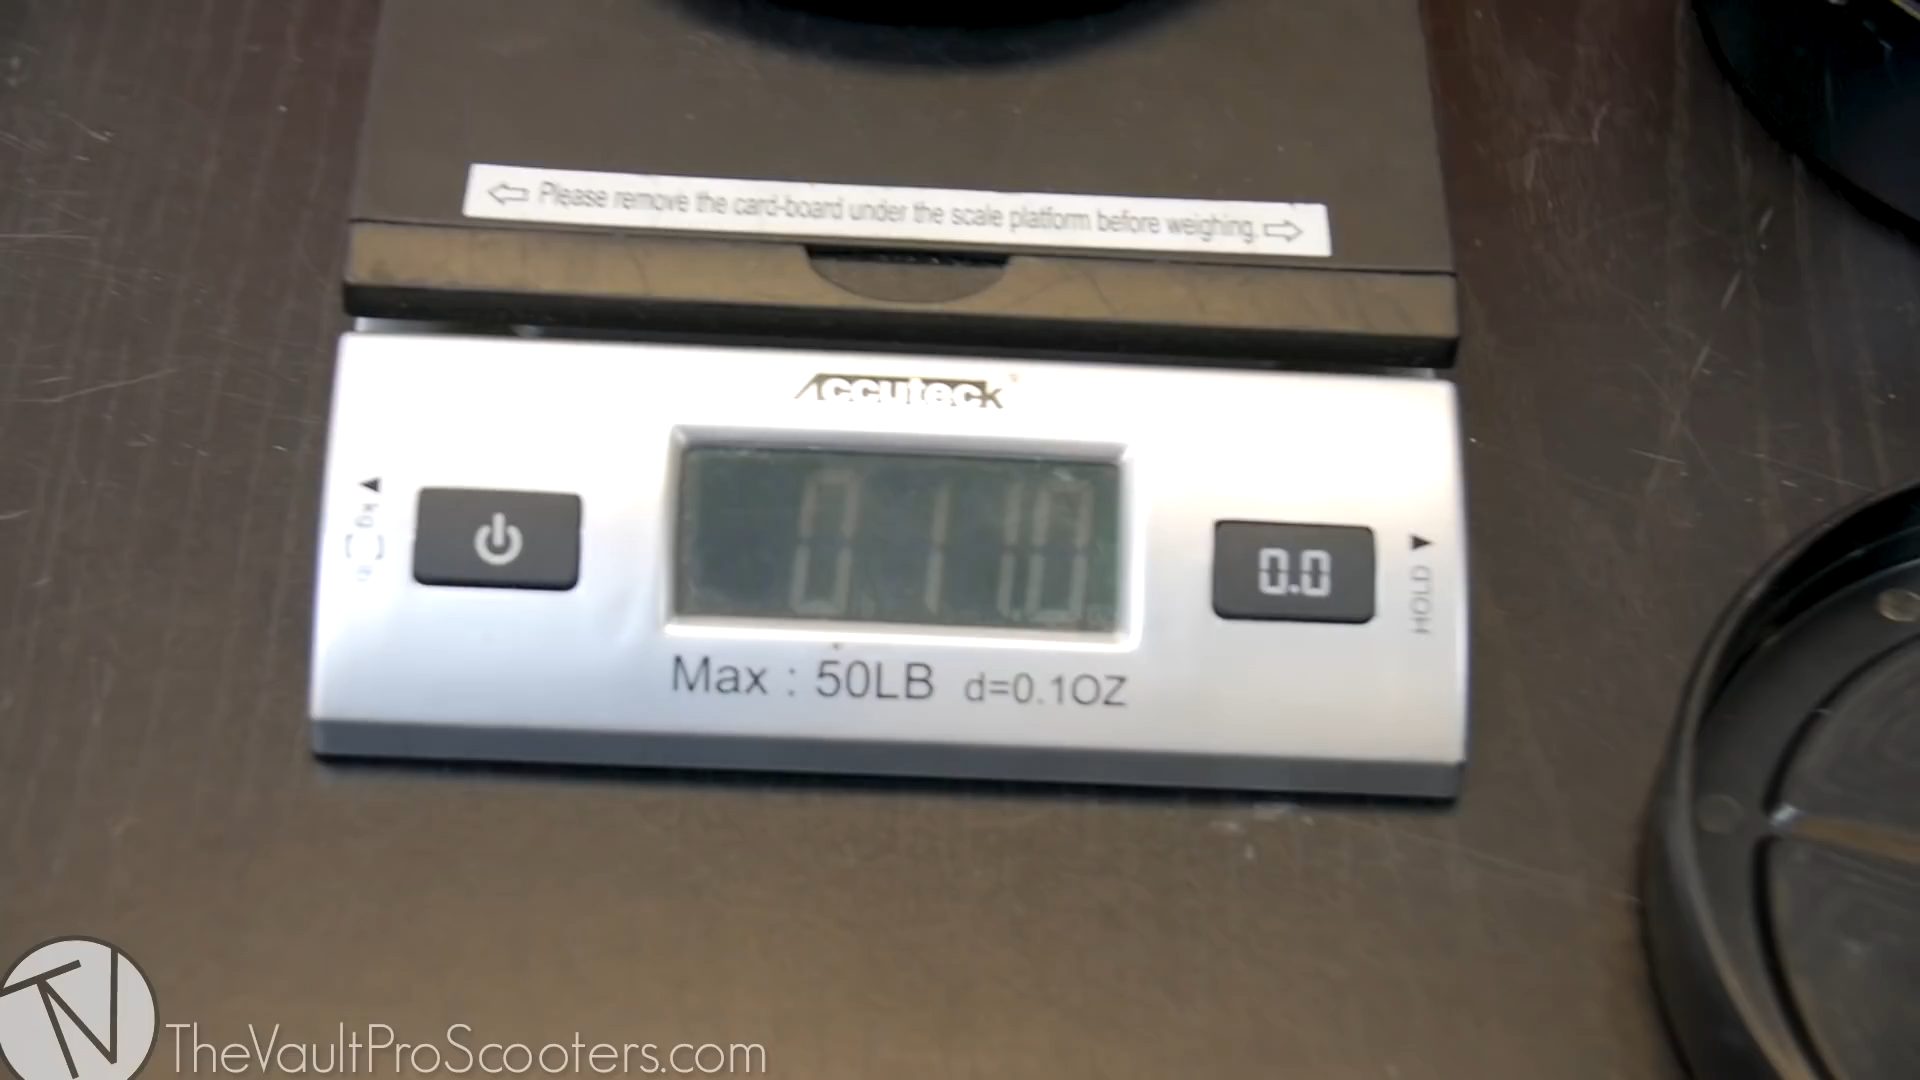 ⇦ Please remove the card-board under the scale platform before weighing ⇨
Accuteck
0 11.0
0.0
HOLD
Max : 50LB d=0.1OZ
TV
TheVaultProScooters.com